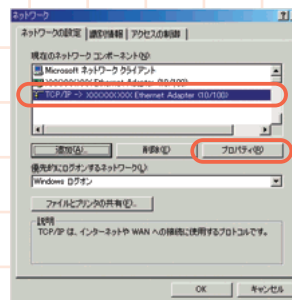 ネットワーク
ネットワークの設定 識別情報 アクセスの制御
現在のネットワーク コンポーネント(N)
Microsoft ネットワーク クライアント
XXXXXXXXX Ethernet Adapter (10/100)
TCP/IP -> XXXXXXXXX Ethernet Adapter (10/100)
追加(A)... 削除(E) プロパティ(R)
優先的にログオンするネットワーク(L)
Windows ログオン
ファイルとプリンタの共有(F)...
説明
TCP/IP は、インターネットや WAN への接続に使用するプロトコルです。
OK キャンセル